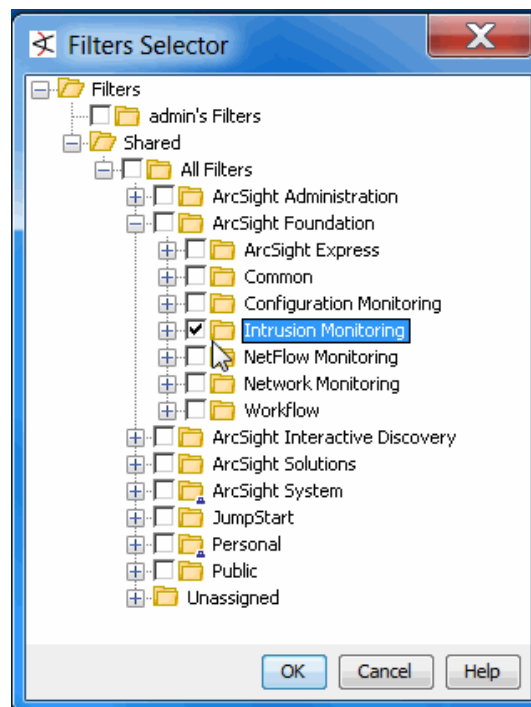 Filters Selector
Filters
admin's Filters
Shared
All Filters
ArcSight Administration
ArcSight Foundation
ArcSight Express
Common
Configuration Monitoring
Intrusion Monitoring
NetFlow Monitoring
Network Monitoring
Workflow
ArcSight Interactive Discovery
ArcSight Solutions
ArcSight System
JumpStart
Personal
Public
Unassigned
OK Cancel Help